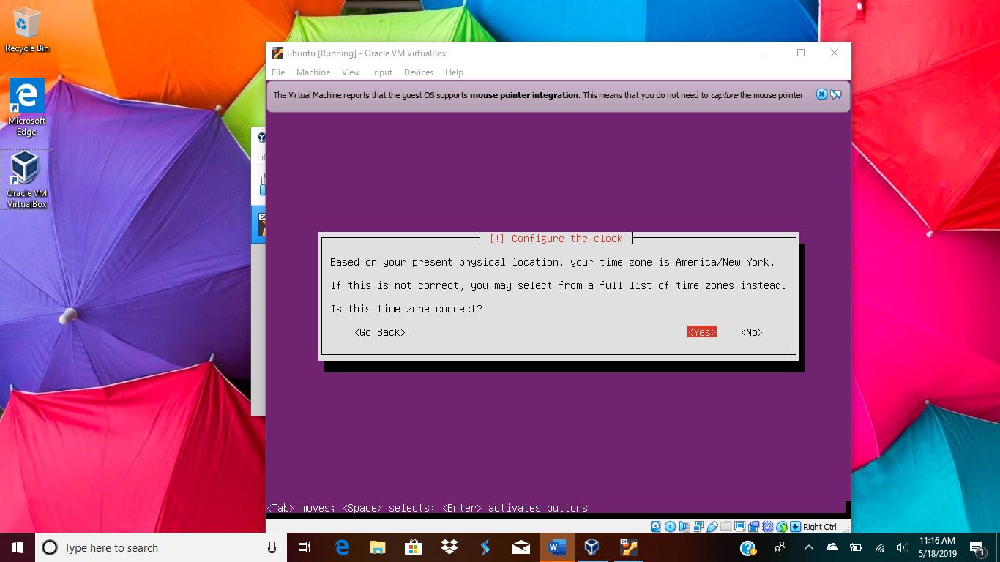 Recycle Bin
Microsoft
Edge
Oracle VM
VirtualBox
Fil
64
ubuntu [Running] - Oracle VM VirtualBox
File Machine View Input Devices Help
The Virtual Machine reports that the guest OS supports mouse pointer integration. This means that you do not need to capture the mouse pointer
[!] Configure the clock
Based on your present physical location, your time zone is America/New_York.
If this is not correct, you may select from a full list of time zones instead.
Is this time zone correct?
<Go Back> <Yes> <No>
<Tab> moves; <Space> selects; <Enter> activates buttons
Right Ctrl
Type here to search
11:16 AM
5/18/2019
3